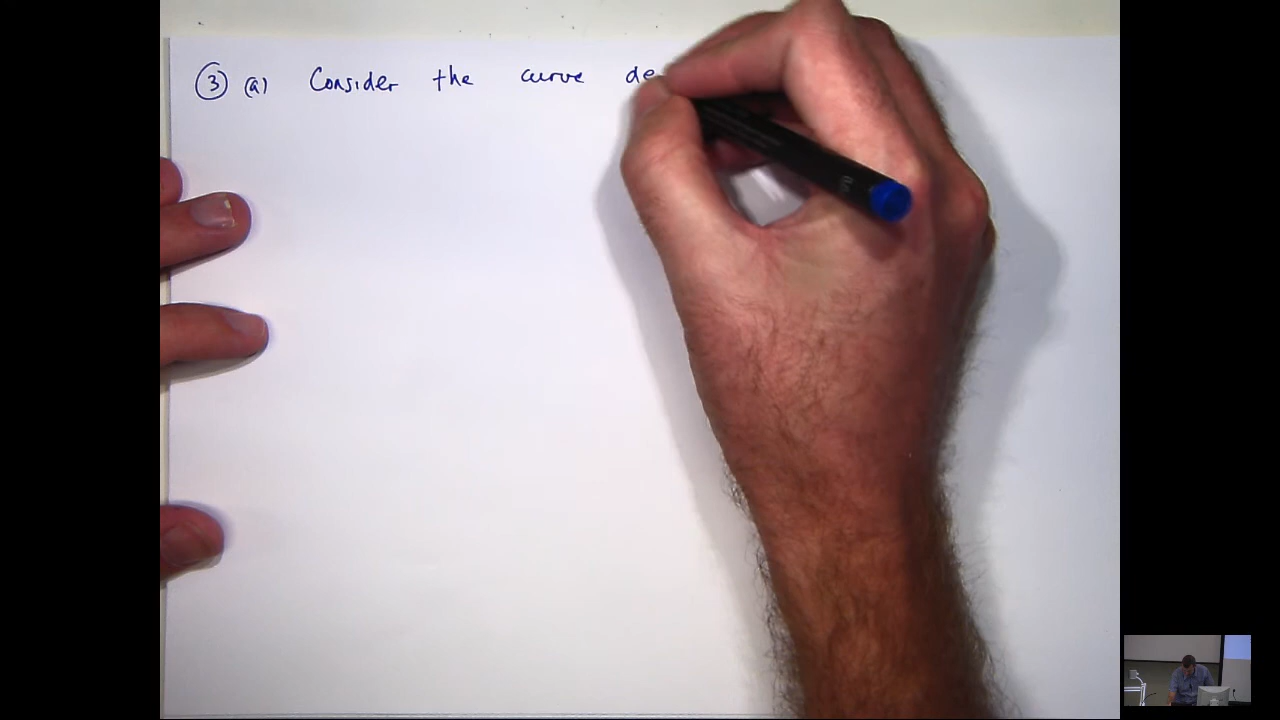 ③ (a) Consider the curve de